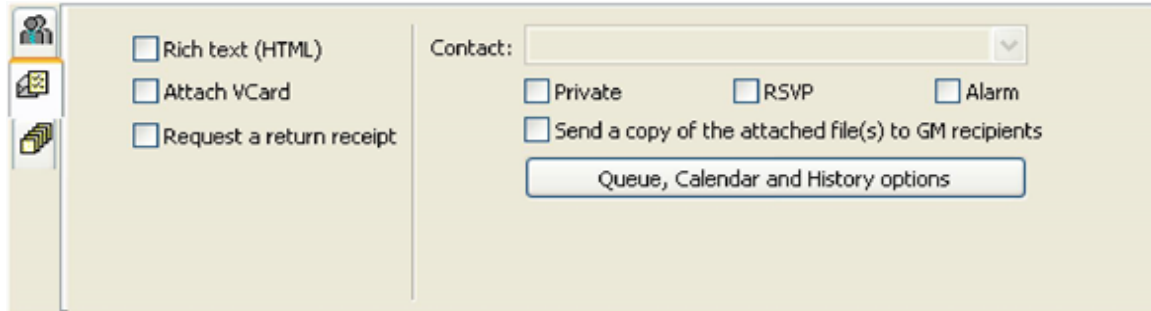 Rich text (HTML)
Attach VCard
Request a return receipt
Contact:
Private RSVP Alarm
Send a copy of the attached file(s) to GM recipients
Queue, Calendar and History options